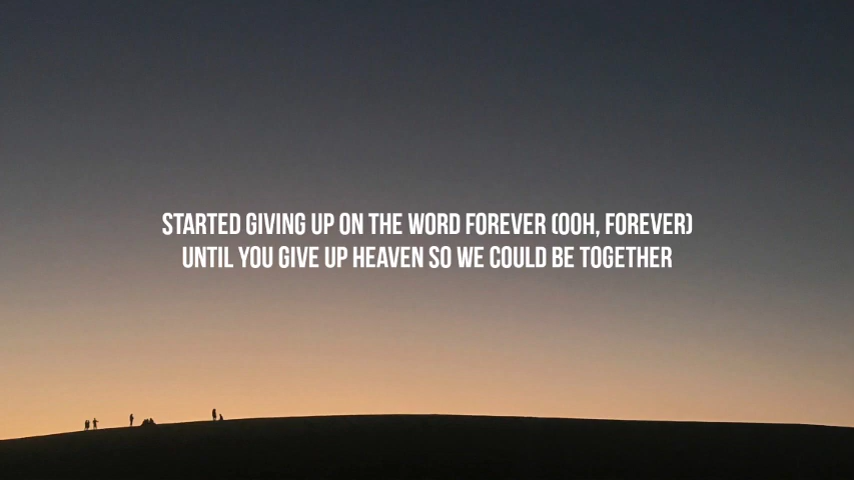 STARTED GIVING UP ON THE WORD FOREVER (OOH, FOREVER)
UNTIL YOU GIVE UP HEAVEN SO WE COULD BE TOGETHER